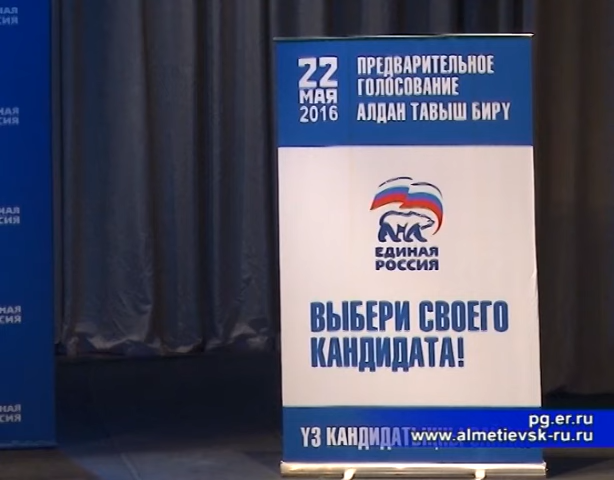 22
МАЯ
2016
ПРЕДВАРИТЕЛЬНОЕ
ГОЛОСОВАНИЕ
АЛДАН ТАВЫШ БИРҮ
ЕДИНАЯ
РОССИЯ
ВЫБЕРИ СВОЕГО
КАНДИДАТА!
ҮЗ
pg.er.ru
www.almetievsk-ru.ru